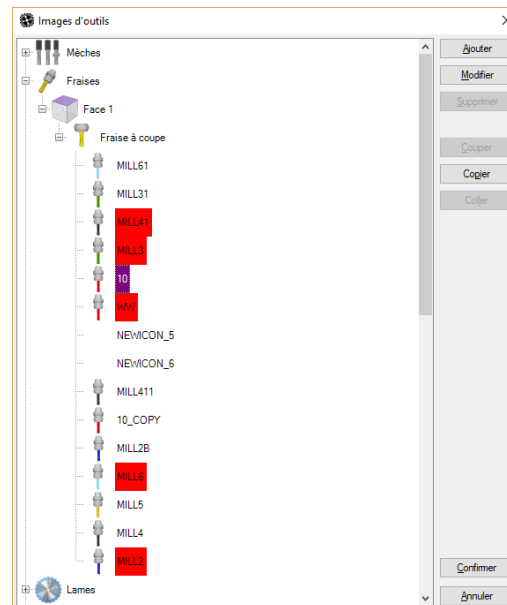 Images d'outils
Mèches
Fraises
Face 1
Fraise à coupe
MILL61
MILL31
MILL41
MILL3
10
WW
NEWICON_5
NEWICON_6
MILL411
10_COPY
MILL2B
MILL6
MILL5
MILL4
MILL2
Lames
Ajouter
Modifier
Supprimer
Couper
Copier
Coller
Confirmer
Annuler